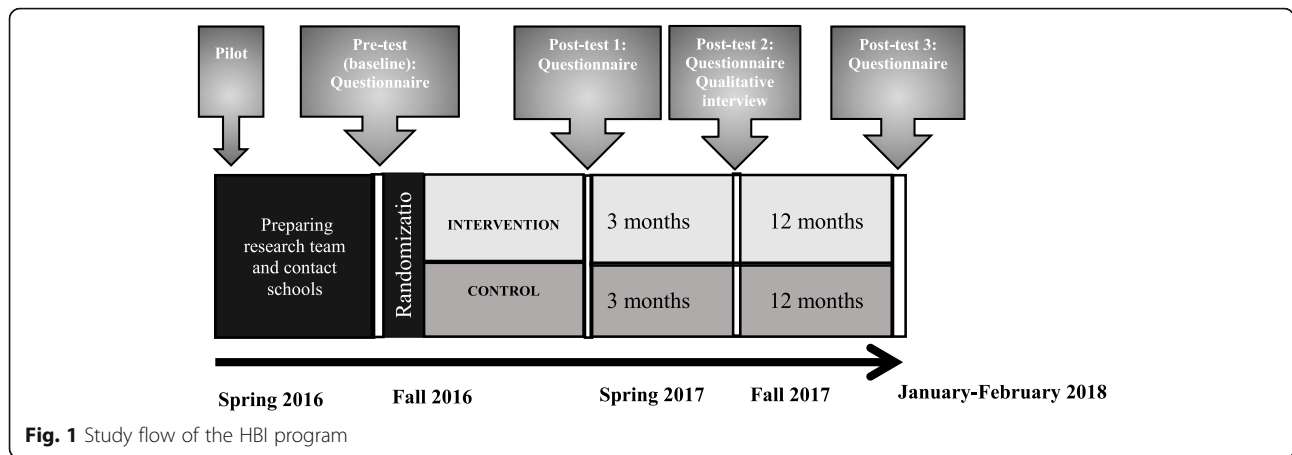 Pilot
Pre-test
(baseline):
Questionnaire
Post-test 1:
Questionnaire
Post-test 2:
Questionnaire
Qualitative
interview
Post-test 3:
Questionnaire
Preparing
research team
and contact
schools
Randomizatio
INTERVENTION
CONTROL
3 months
12 months
3 months
12 months
Spring 2016
Fall 2016
Spring 2017
Fall 2017
January-February 2018
Fig. 1 Study flow of the HBI program